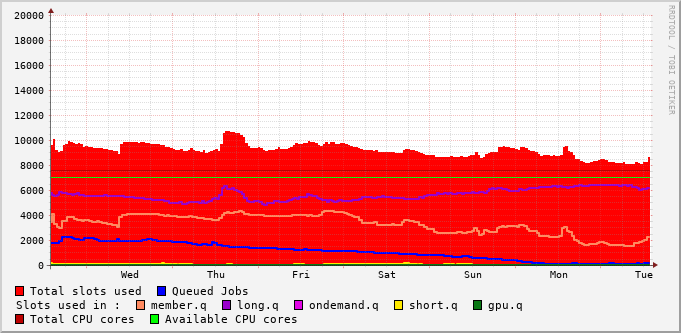 20000
18000
16000
14000
12000
10000
8000
6000
4000
2000
0
Wed Thu Fri Sat Sun Mon Tue
RRDTOOL / TOBI OETIKER
Total slots used Queued Jobs
Slots used in : member.q long.q ondemand.q short.q gpu.q
Total CPU cores Available CPU cores